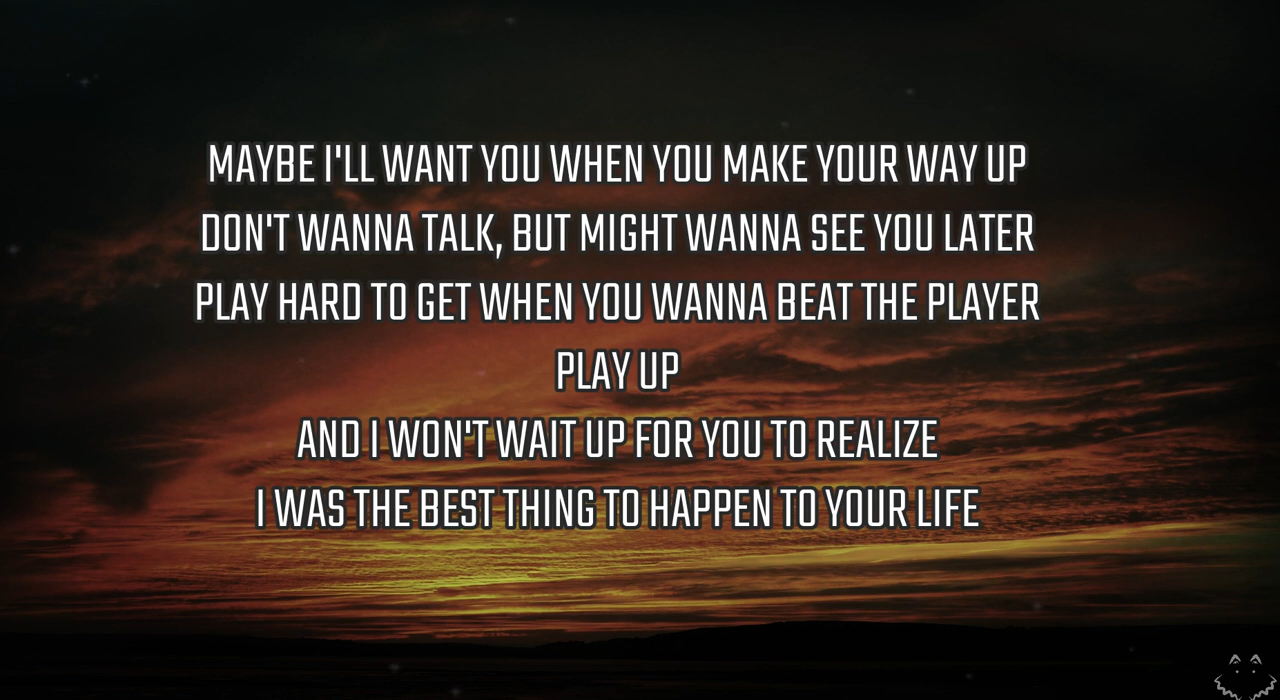 MAYBE I'LL WANT YOU WHEN YOU MAKE YOUR WAY UP
DON'T WANNA TALK, BUT MIGHT WANNA SEE YOU LATER
PLAY HARD TO GET WHEN YOU WANNA BEAT THE PLAYER
PLAY UP
AND I WON'T WAIT UP FOR YOU TO REALIZE
I WAS THE BEST THING TO HAPPEN TO YOUR LIFE